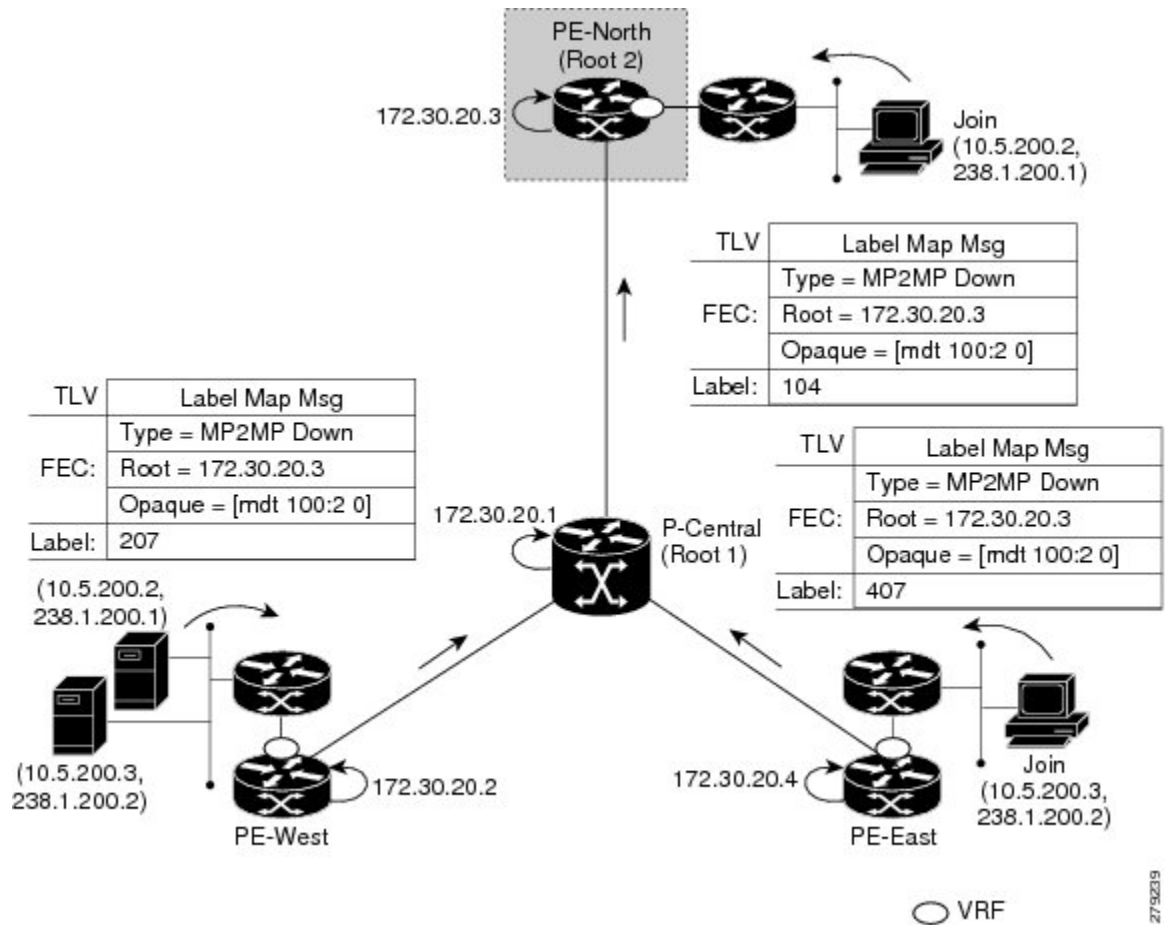 PE-North
(Root 2)
172.30.20.3
Join
(10.5.200.2,
238.1.200.1)
TLV
Label Map Msg
Type = MP2MP Down
FEC:
Root = 172.30.20.3
Opaque = [mdt 100:2 0]
Label:
104
TLV
Label Map Msg
Type = MP2MP Down
FEC:
Root = 172.30.20.3
Opaque = [mdt 100:2 0]
Label:
207
TLV
Label Map Msg
Type = MP2MP Down
FEC:
Root = 172.30.20.3
Opaque = [mdt 100:2 0]
Label:
407
172.30.20.1
P-Central
(Root 1)
(10.5.200.2,
238.1.200.1)
(10.5.200.3,
238.1.200.2)
172.30.20.2
PE-West
172.30.20.4
PE-East
Join
(10.5.200.3,
238.1.200.2)
VRF
279239